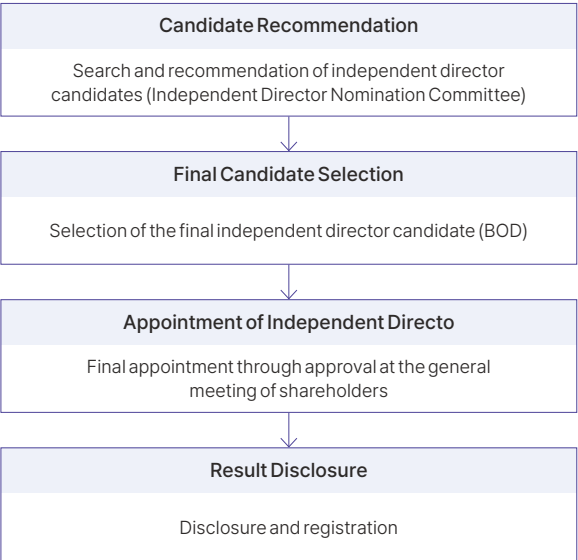 Candidate Recommendation
Search and recommendation of independent director
candidates (Independent Director Nomination Committee)
Final Candidate Selection
Selection of the final independent director candidate (BOD)
Appointment of Independent Directo
Final appointment through approval at the general
meeting of shareholders
Result Disclosure
Disclosure and registration